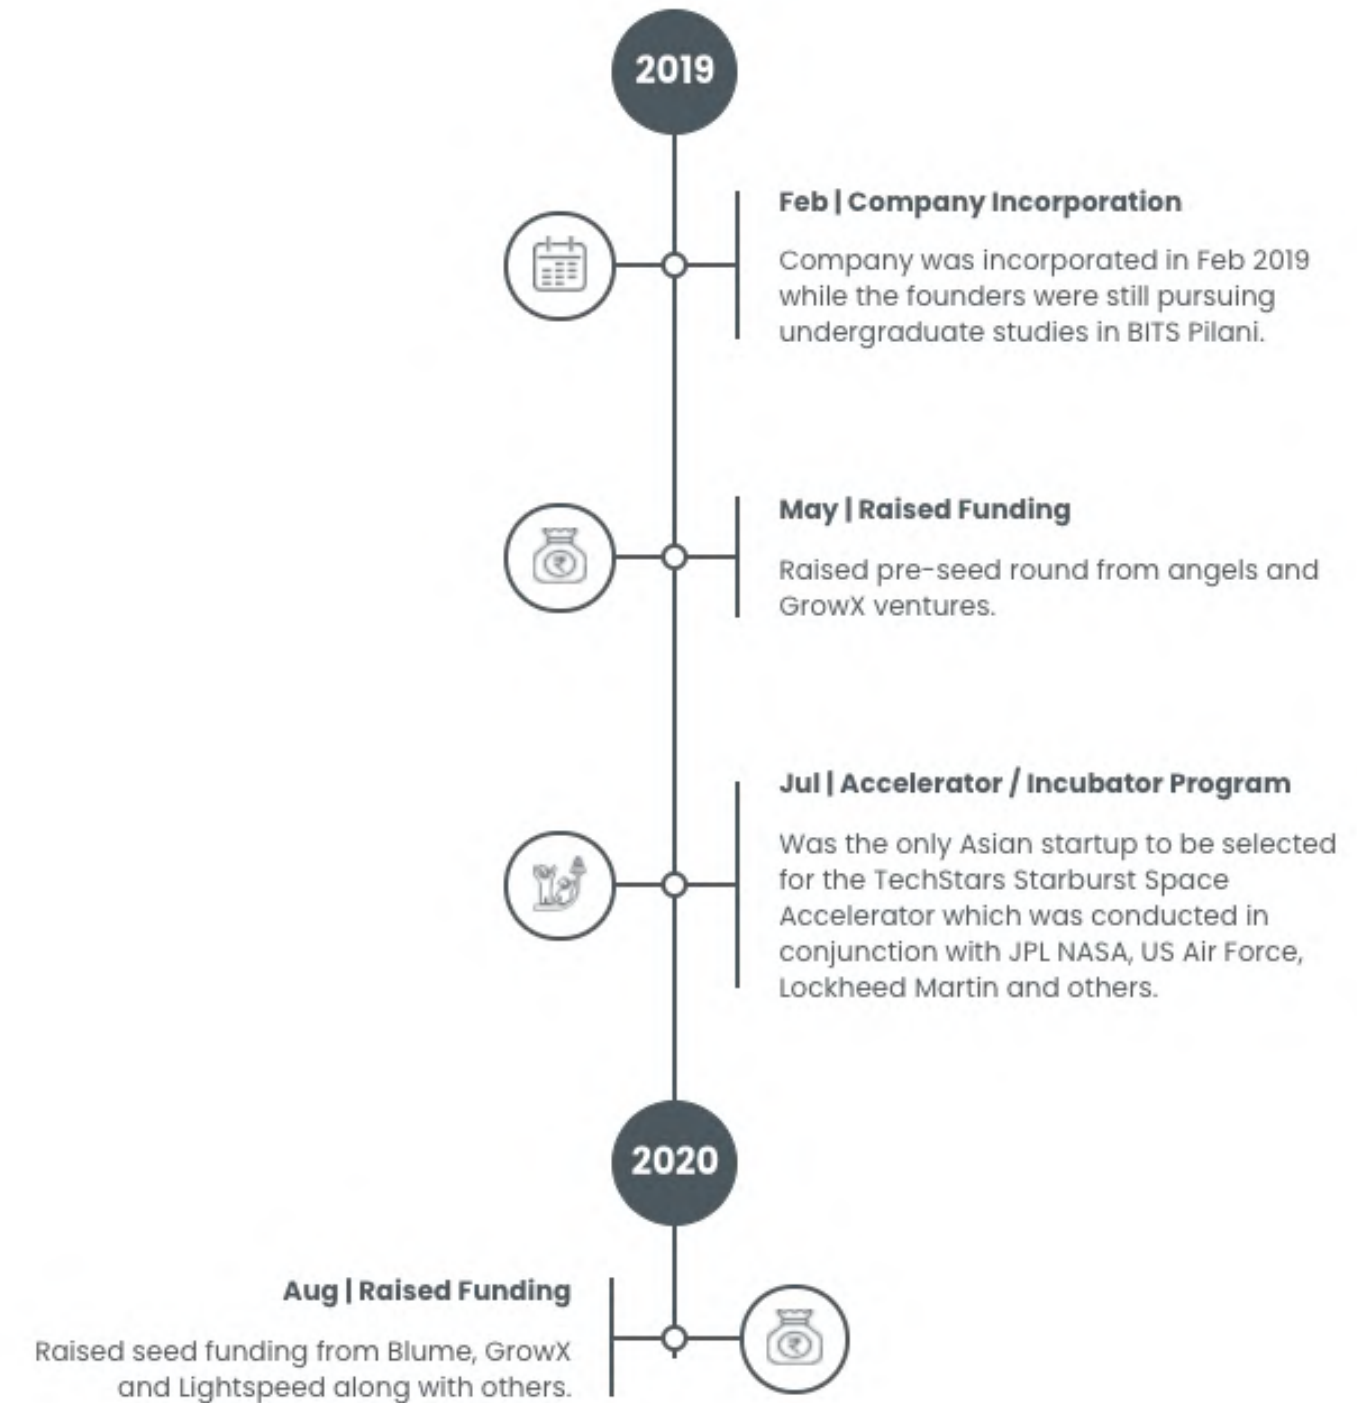 2019
Feb | Company Incorporation
Company was incorporated in Feb 2019
while the founders were still pursuing
undergraduate studies in BITS Pilani.
May | Raised Funding
Raised pre-seed round from angels and
GrowX ventures.
Jul | Accelerator / Incubator Program
Was the only Asian startup to be selected
for the TechStars Starburst Space
Accelerator which was conducted in
conjunction with JPL NASA, US Air Force,
Lockheed Martin and others.
2020
Aug | Raised Funding
Raised seed funding from Blume, GrowX
and Lightspeed along with others.